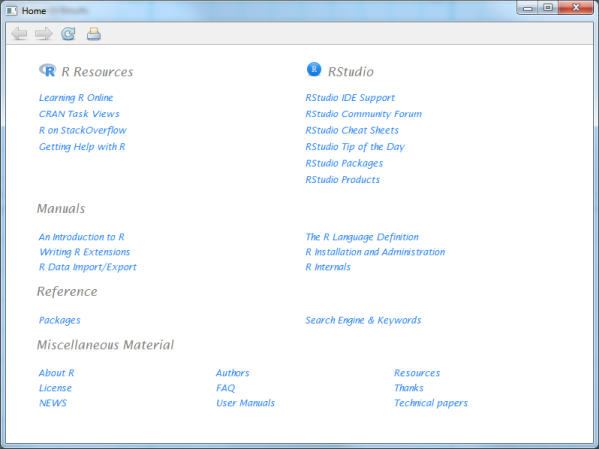 Home
R Resources
RStudio
Learning R Online
RStudio IDE Support
CRAN Task Views
RStudio Community Forum
R on StackOverflow
RStudio Cheat Sheets
Getting Help with R
RStudio Tip of the Day
RStudio Packages
RStudio Products
Manuals
An Introduction to R
The R Language Definition
Writing R Extensions
R Installation and Administration
R Data Import/Export
R Internals
Reference
Packages
Search Engine & Keywords
Miscellaneous Material
About R
Authors
Resources
License
FAQ
Thanks
NEWS
User Manuals
Technical papers